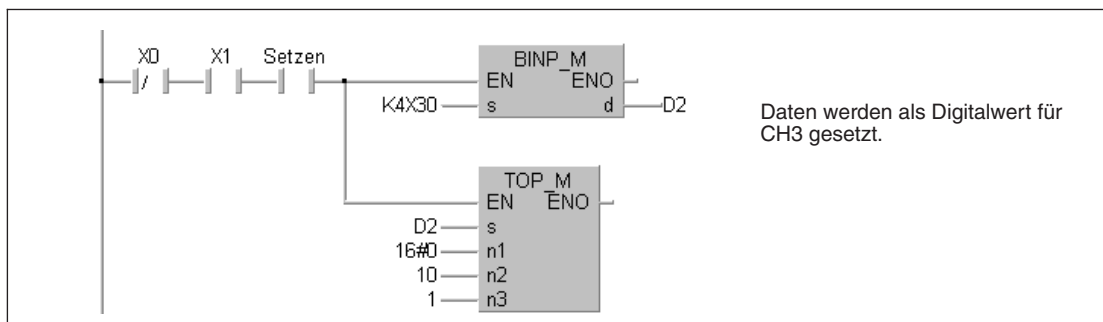 X0 X1 Setzen
/
BINP_M
EN ENO
K4X30 s d D2
Daten werden als Digitalwert für
CH3 gesetzt.
TOP_M
EN ENO
D2 s
16#0 n1
10 n2
1 n3